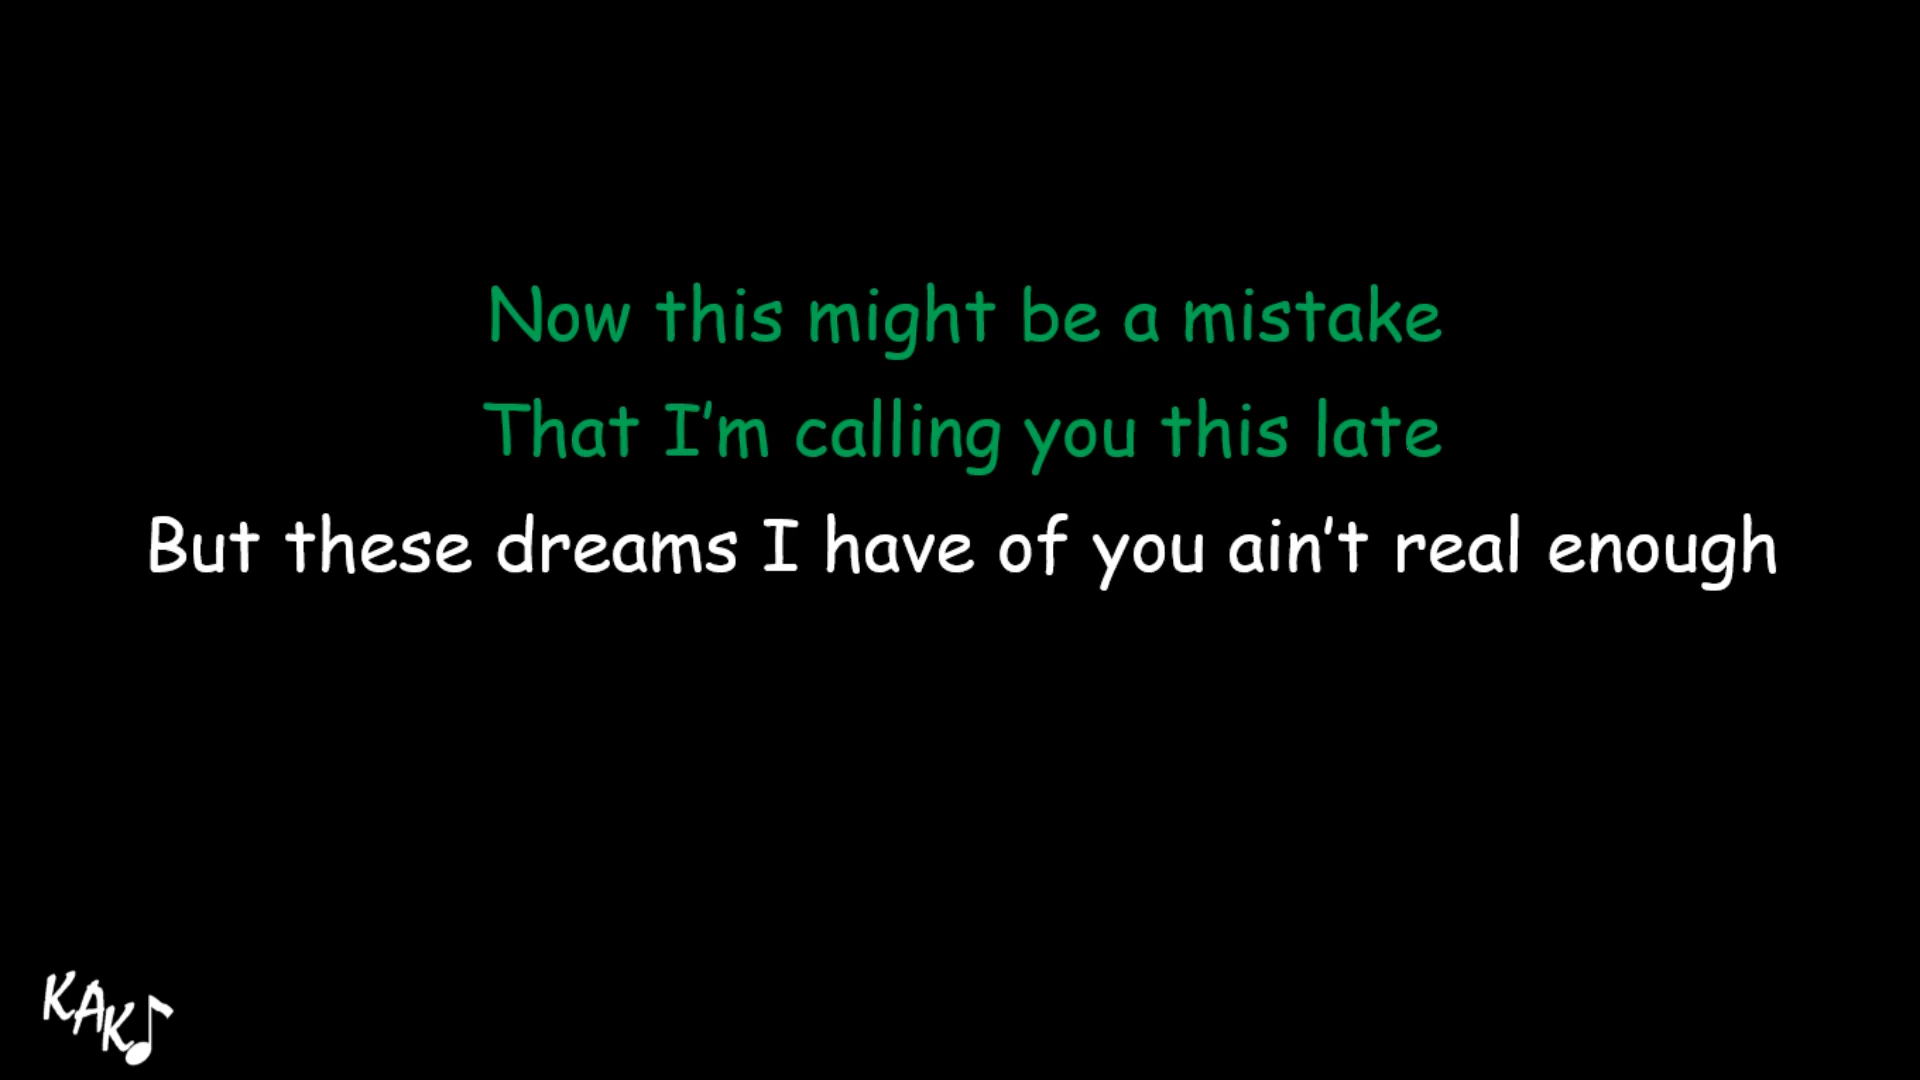 Now this might be a mistake
That I’m calling you this late
But these dreams I have of you ain’t real enough
KAK